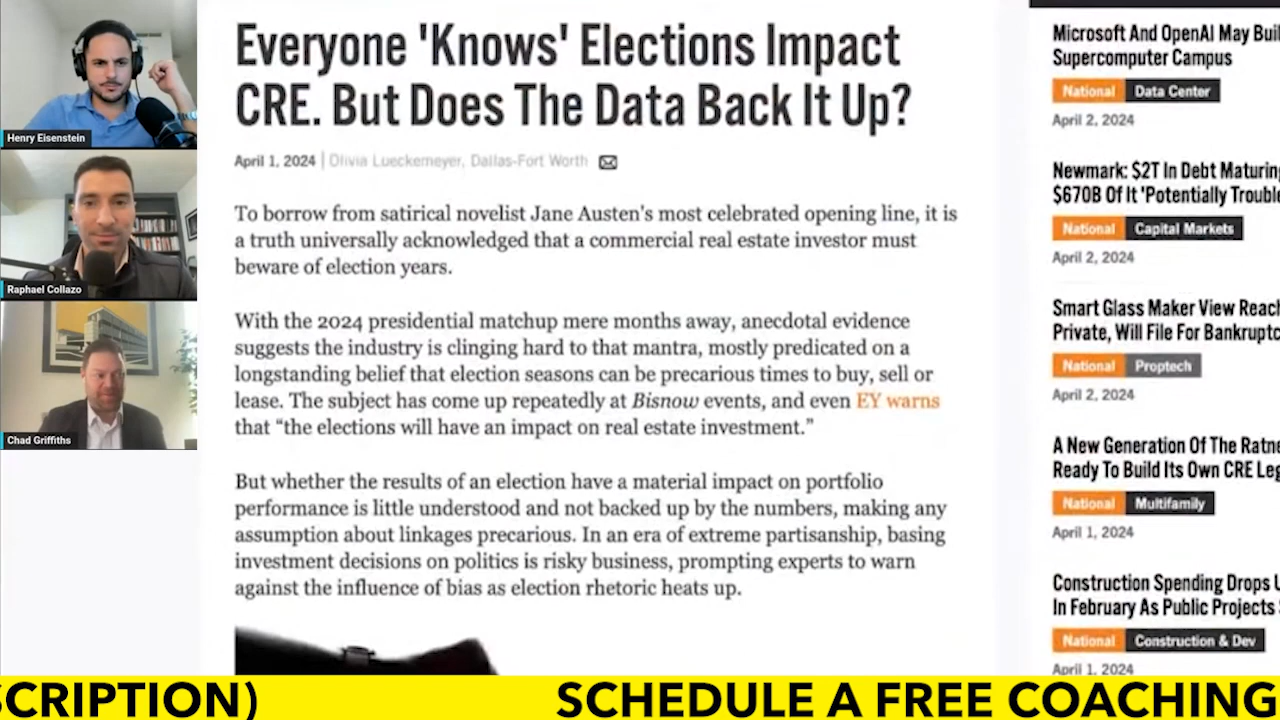 Henry Eisenstein
Raphael Collazo
Chad Griffiths
Everyone 'Knows' Elections Impact
CRE. But Does The Data Back It Up?
April 1, 2024 | Olivia Lueckemeyer, Dallas-Fort Worth
To borrow from satirical novelist Jane Austen's most celebrated opening line, it is
a truth universally acknowledged that a commercial real estate investor must
beware of election years.
With the 2024 presidential matchup mere months away, anecdotal evidence
suggests the industry is clinging hard to that mantra, mostly predicated on a
longstanding belief that election seasons can be precarious times to buy, sell or
lease. The subject has come up repeatedly at Bisnow events, and even EY warns
that “the elections will have an impact on real estate investment.”
But whether the results of an election have a material impact on portfolio
performance is little understood and not backed up by the numbers, making any
assumption about linkages precarious. In an era of extreme partisanship, basing
investment decisions on politics is risky business, prompting experts to warn
against the influence of bias as election rhetoric heats up.
Microsoft And OpenAI May Buil
Supercomputer Campus
National Data Center
April 2, 2024
Newmark: $2T In Debt Maturing
$670B Of It 'Potentially Trouble
National Capital Markets
April 2, 2024
Smart Glass Maker View Reach
Private, Will File For Bankruptc
National Proptech
April 2, 2024
A New Generation Of The Ratne
Ready To Build Its Own CRE Leg
National Multifamily
April 1, 2024
Construction Spending Drops U
In February As Public Projects S
National Construction & Dev
April 1, 2024
SCRIPTION) SCHEDULE A FREE COACHING